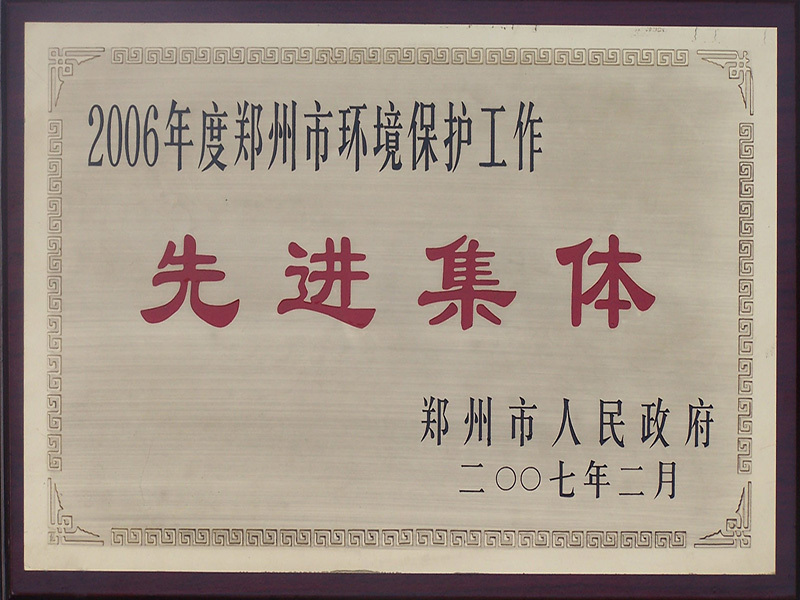 2006年度郑州市环境保护工作
先进集体
郑州市人民政府
二〇〇七年二月